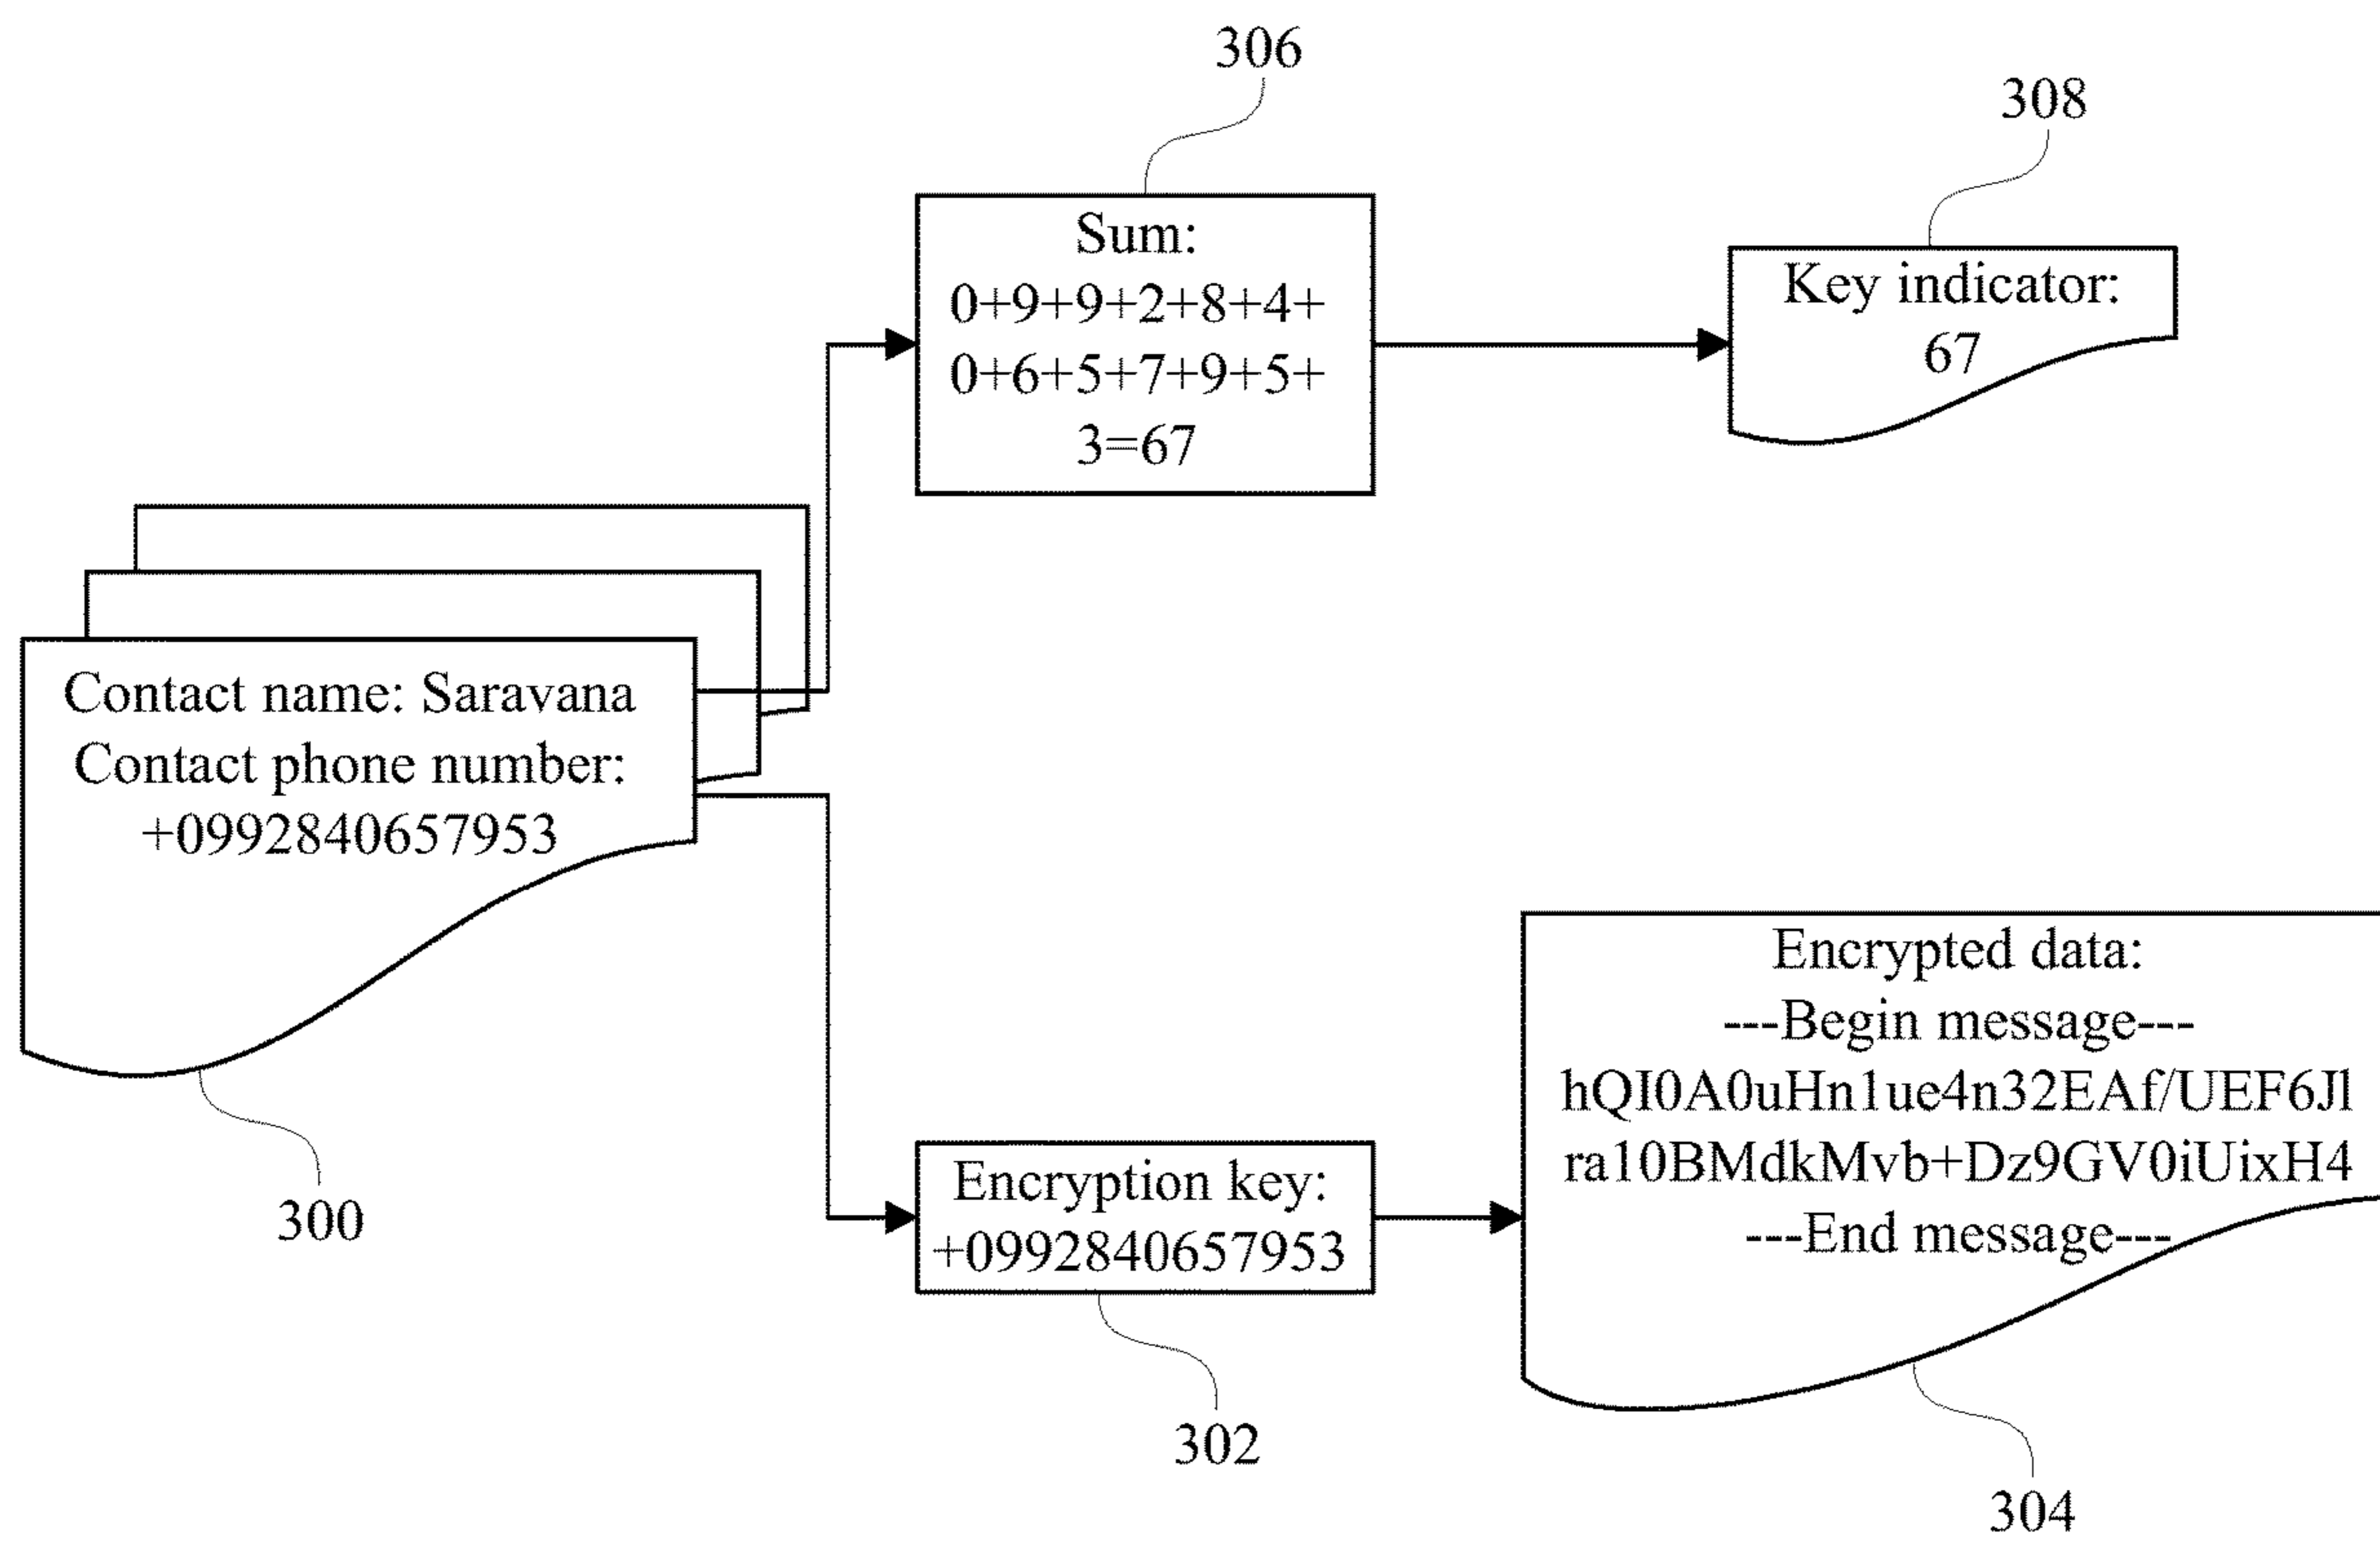 306
308
Sum:
0+9+9+2+8+4+
0+6+5+7+9+5+
3=67
Key indicator:
67
Contact name: Saravana
Contact phone number:
+0992840657953
300
Encryption key:
+0992840657953
302
Encrypted data:
---Begin message---
hQI0A0uHn1ue4n32EAf/UEF6Jl
ra10BMdkMvb+Dz9GV0iUixH4
---End message---
304